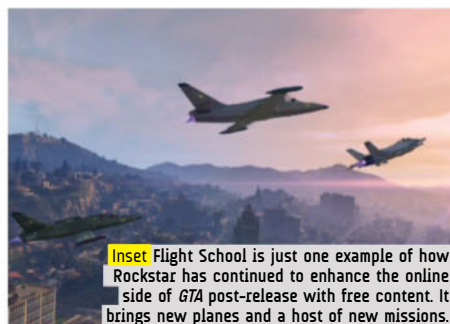 Inset Flight School is just one example of how
Rockstar has continued to enhance the online
side of GTA post-release with free content. It
brings new planes and a host of new missions.